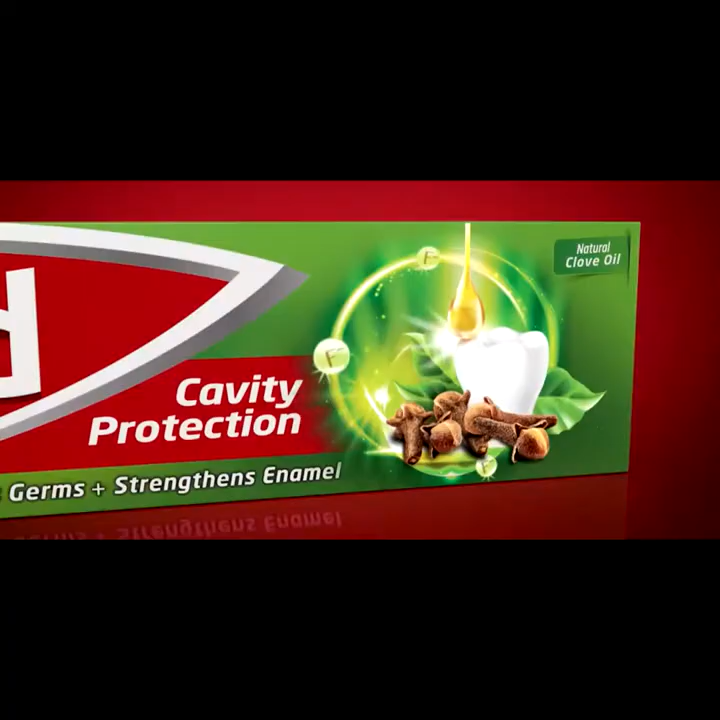 Natural
Clove Oil
d
F
F
F
Cavity
Protection
Germs + Strengthens Enamel